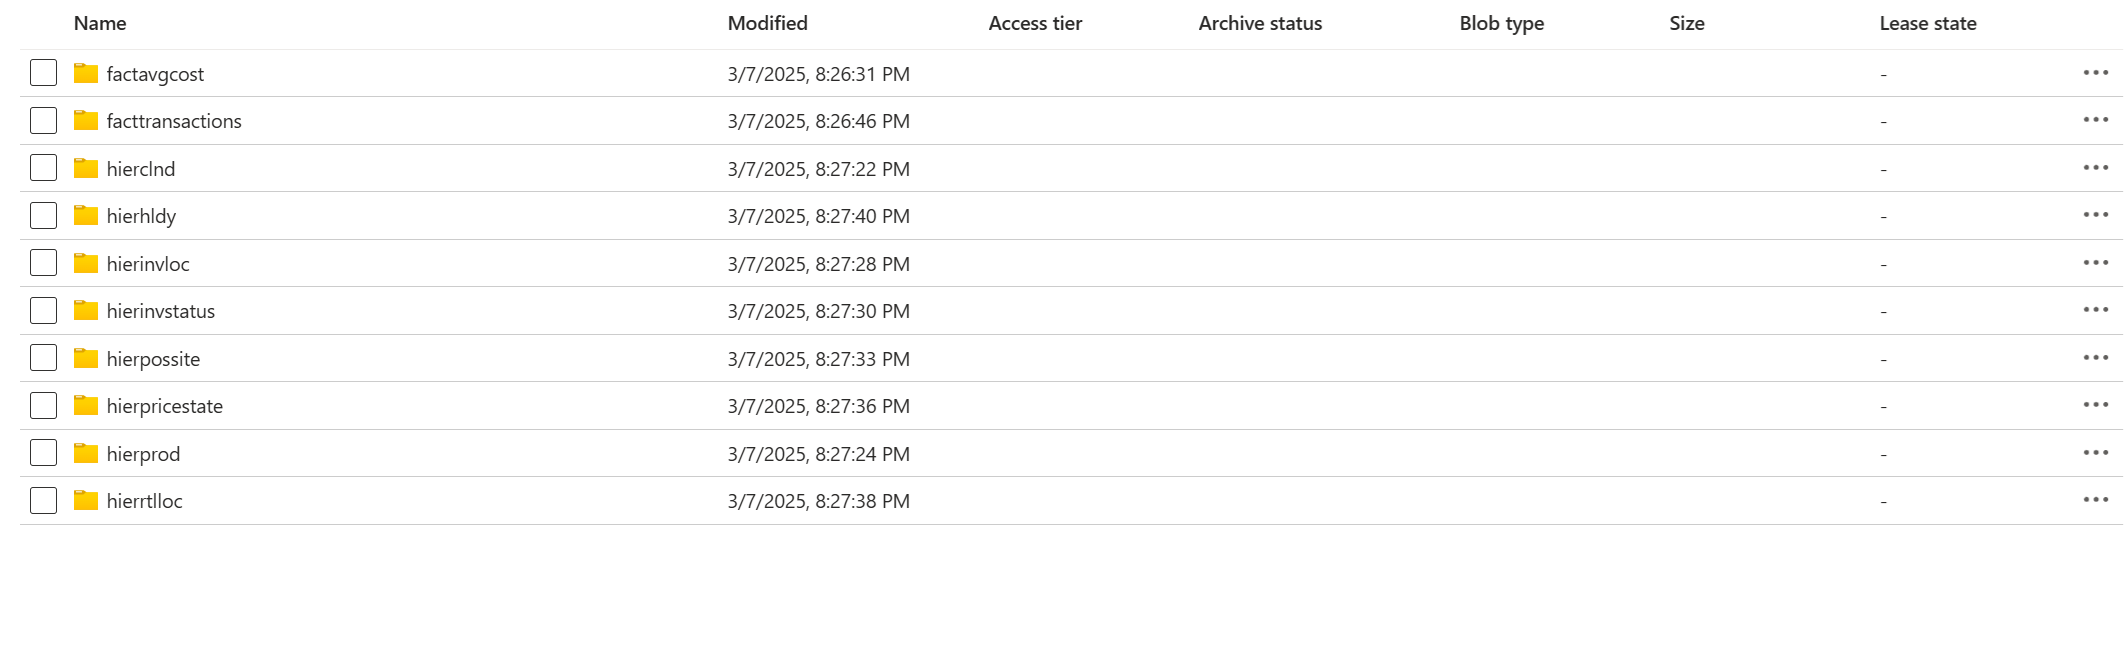 Name Modified Access tier Archive status Blob type Size Lease state
factavgcost 3/7/2025, 8:26:31 PM -
facttransactions 3/7/2025, 8:26:46 PM -
hierclnd 3/7/2025, 8:27:22 PM -
hierhldy 3/7/2025, 8:27:40 PM -
hierinvloc 3/7/2025, 8:27:28 PM -
hierinvstatus 3/7/2025, 8:27:30 PM -
hierpossite 3/7/2025, 8:27:33 PM -
hierpricestate 3/7/2025, 8:27:36 PM -
hierprod 3/7/2025, 8:27:24 PM -
hierrtlloc 3/7/2025, 8:27:38 PM -